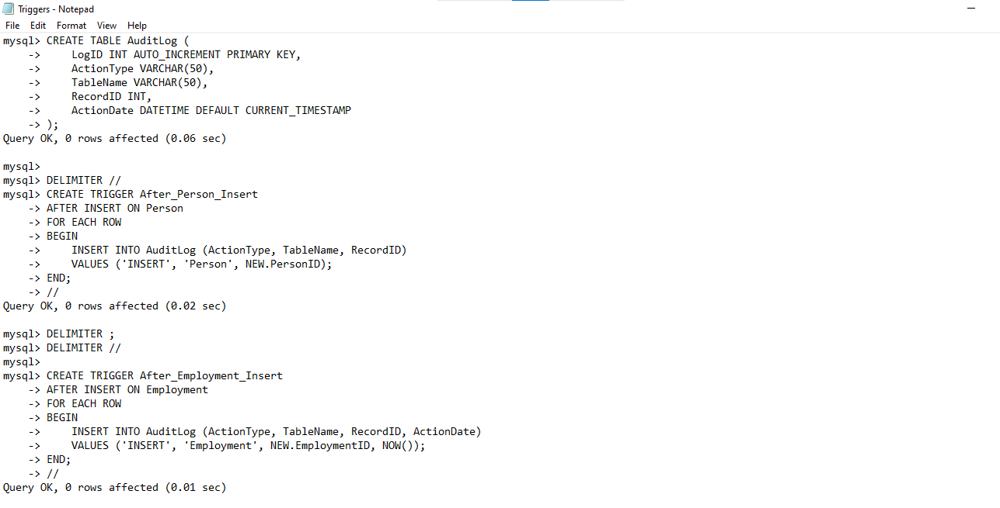 Triggers - Notepad
File Edit Format View Help
mysql> CREATE TABLE AuditLog (
    ->     LogID INT AUTO_INCREMENT PRIMARY KEY,
    ->     ActionType VARCHAR(50),
    ->     TableName VARCHAR(50),
    ->     RecordID INT,
    ->     ActionDate DATETIME DEFAULT CURRENT_TIMESTAMP
    -> );
Query OK, 0 rows affected (0.06 sec)

mysql>
mysql> DELIMITER //
mysql> CREATE TRIGGER After_Person_Insert
    -> AFTER INSERT ON Person
    -> FOR EACH ROW
    -> BEGIN
    ->     INSERT INTO AuditLog (ActionType, TableName, RecordID)
    ->     VALUES ('INSERT', 'Person', NEW.PersonID);
    -> END;
    -> //
Query OK, 0 rows affected (0.02 sec)

mysql> DELIMITER ;
mysql> DELIMITER //
mysql>
mysql> CREATE TRIGGER After_Employment_Insert
    -> AFTER INSERT ON Employment
    -> FOR EACH ROW
    -> BEGIN
    ->     INSERT INTO AuditLog (ActionType, TableName, RecordID, ActionDate)
    ->     VALUES ('INSERT', 'Employment', NEW.EmploymentID, NOW());
    -> END;
    -> //
Query OK, 0 rows affected (0.01 sec)